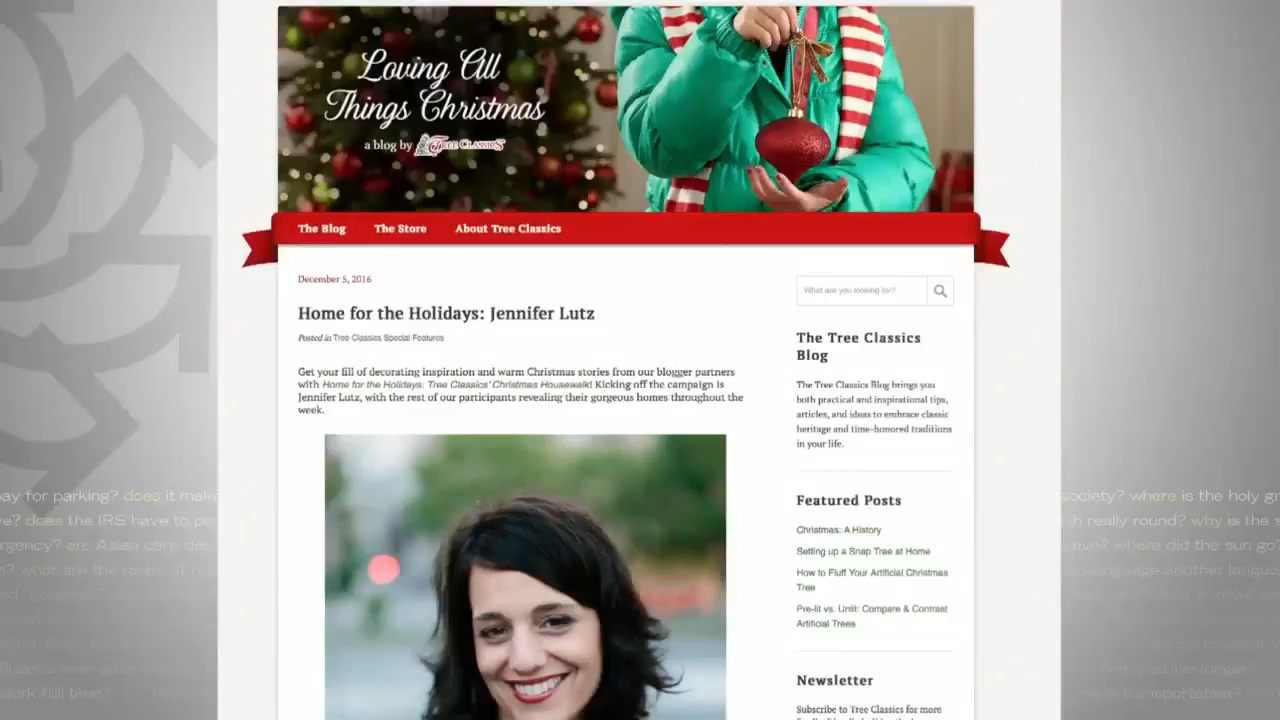 Loving All
Things Christmas
a blog by TREE CLASSICS
The Blog
The Store
About Tree Classics
December 5, 2016
Home for the Holidays: Jennifer Lutz
Posted in Tree Classics Special Features
Get your fill of decorating inspiration and warm Christmas stories from our blogger partners
with Home for the Holidays: Tree Classics' Christmas Housewalk! Kicking off the campaign is
Jennifer Lutz, with the rest of our participants revealing their gorgeous homes throughout the
week.
What are you looking for?
The Tree Classics
Blog
The Tree Classics Blog brings you
both practical and inspirational tips,
articles, and ideas to embrace classic
heritage and time-honored traditions
in your life.
Featured Posts
Christmas: A History
Setting up a Snap Tree at Home
How to Fluff Your Artificial Christmas
Tree
Pre-lit vs. Unlit: Compare & Contrast
Artificial Trees
Newsletter
Subscribe to Tree Classics for more
pay for parking? does it make
does the IRS have to
are Asian carp
what are the ranks of
work full time?
society? where is the holy
really round? why is the
where did the sun go?
language another
you live longer?
transportation?